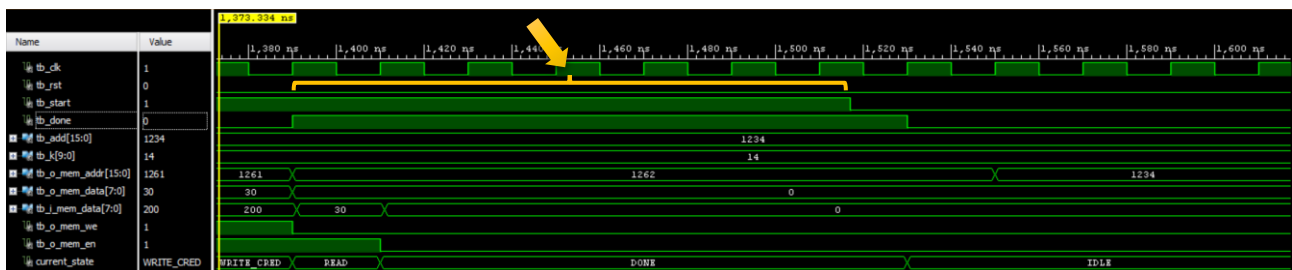 1,373.334 ns
Name Value
1,380 ns 1,400 ns 1,420 ns 1,440 1,460 ns 1,480 ns 1,500 ns 1,520 ns 1,540 ns 1,560 ns 1,580 ns 1,600 ns
tb_clk 1
tb_rst 0
tb_start 1
tb_done 0
tb_add[15:0] 1234 1234
tb_k[9:0] 14 14
tb_o_mem_addr[15:0] 1261 1261 1262 1234
tb_o_mem_data[7:0] 30 30 0
tb_i_mem_data[7:0] 200 200 30 0
tb_o_mem_we 1
tb_o_mem_en 1
current_state WRITE_CRED WRITE_CRED READ DONE IDLE